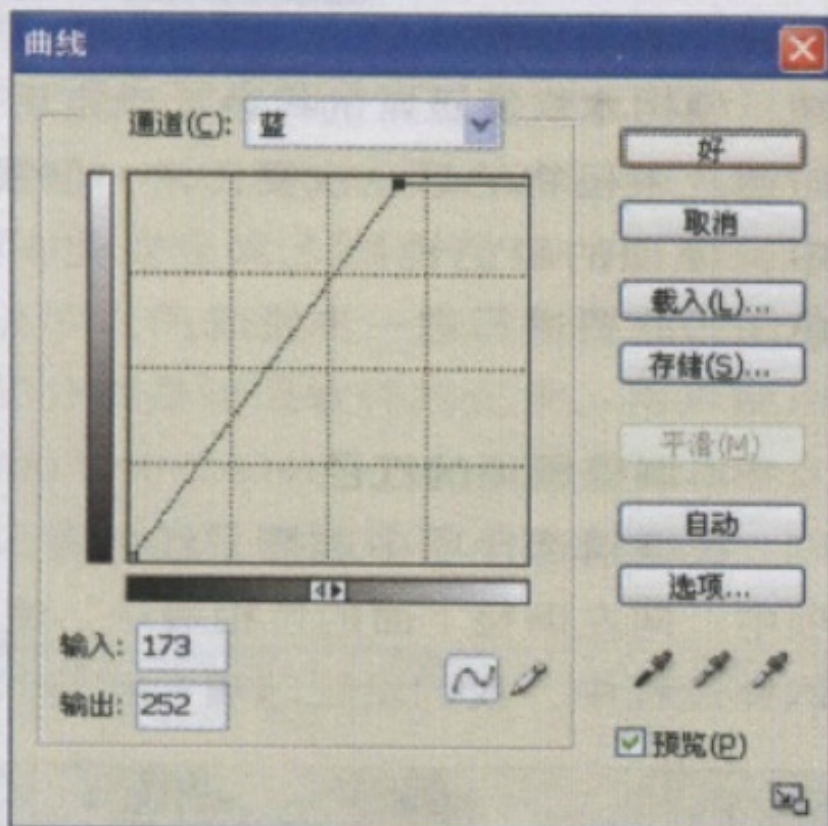 曲线
通道(C): 蓝
好
取消
载入(L)...
存储(S)...
平滑(M)
自动
选项...
输入: 173
输出: 252
预览(P)